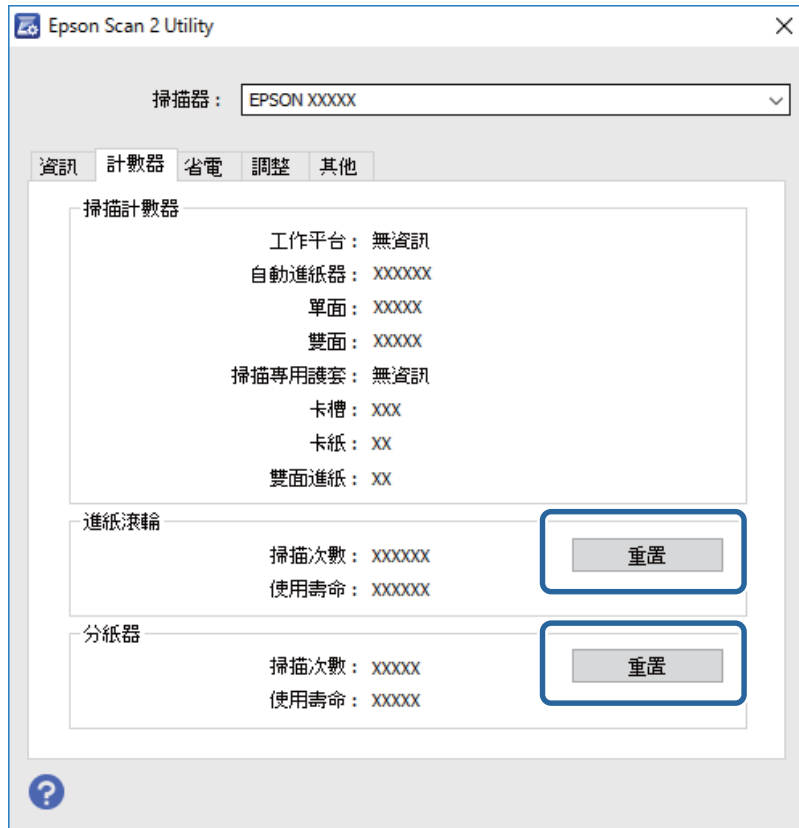 Epson Scan 2 Utility
掃描器： EPSON XXXXX
資訊 計數器 省電 調整 其他
掃描計數器
工作平台： 無資訊
自動進紙器： XXXXXX
單面： XXXXX
雙面： XXXXX
掃描專用護套： 無資訊
卡槽： XXX
卡紙： XX
雙面進紙： XX
進紙滾輪
掃描次數： XXXXXX 重置
使用壽命： XXXXXX
分紙器
掃描次數： XXXXX 重置
使用壽命： XXXXX
?